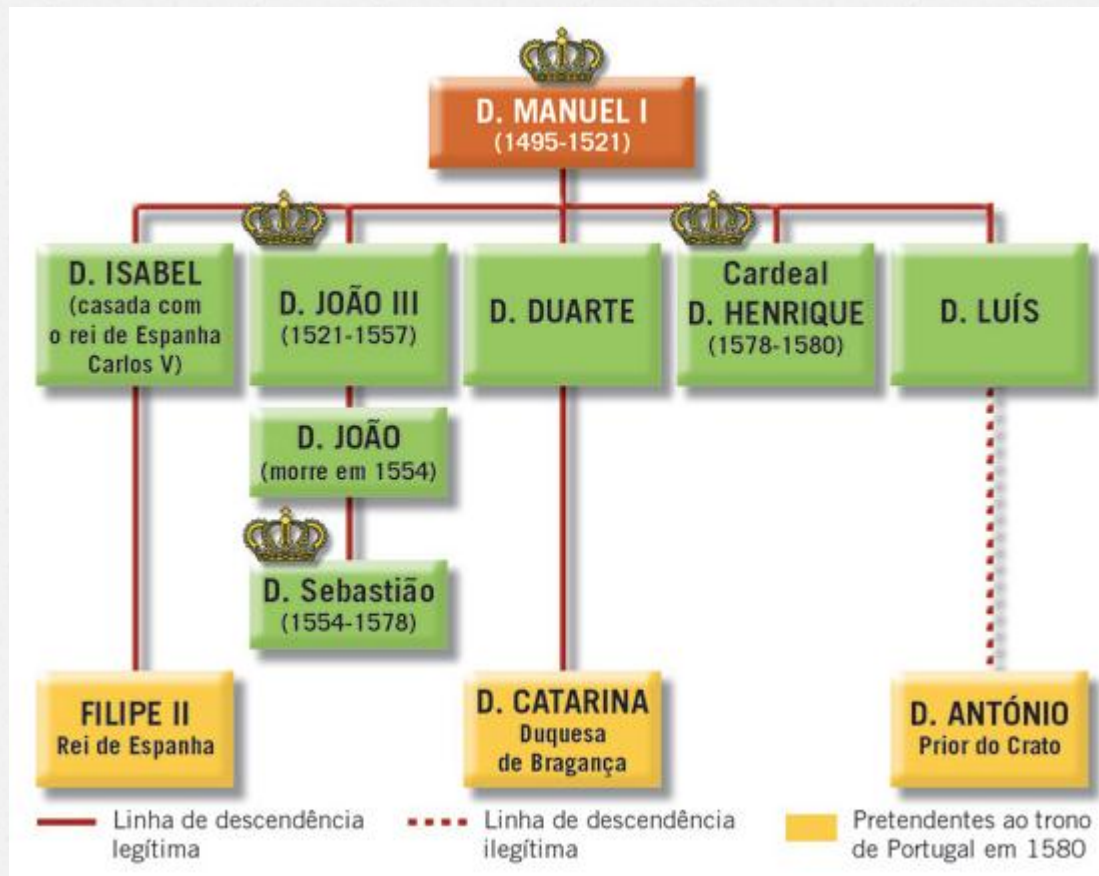 D. MANUEL I
(1495-1521)
D. ISABEL
(casada com
o rei de Espanha
Carlos V)
D. JOÃO III
(1521-1557)
D. DUARTE
Cardeal
D. HENRIQUE
(1578-1580)
D. LUÍS
D. JOÃO
(morre em 1554)
D. Sebastião
(1554-1578)
FILIPE II
Rei de Espanha
D. CATARINA
Duquesa
de Bragança
D. ANTÓNIO
Prior do Crato
Linha de descendência
legítima
Linha de descendência
ilegítima
Pretendentes ao trono
de Portugal em 1580